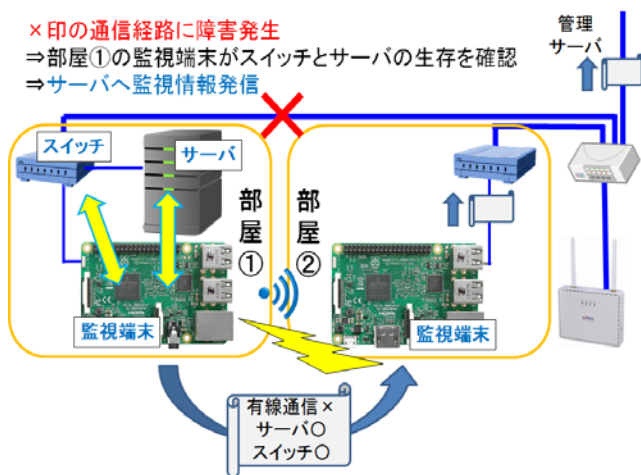 ×印の通信経路に障害発生
⇒部屋①の監視端末がスイッチとサーバの生存を確認
⇒サーバへ監視情報発信
管理
サーバ
スイッチ
サーバ
部屋①
部屋②
監視端末
監視端末
有線通信×
サーバ○
スイッチ○